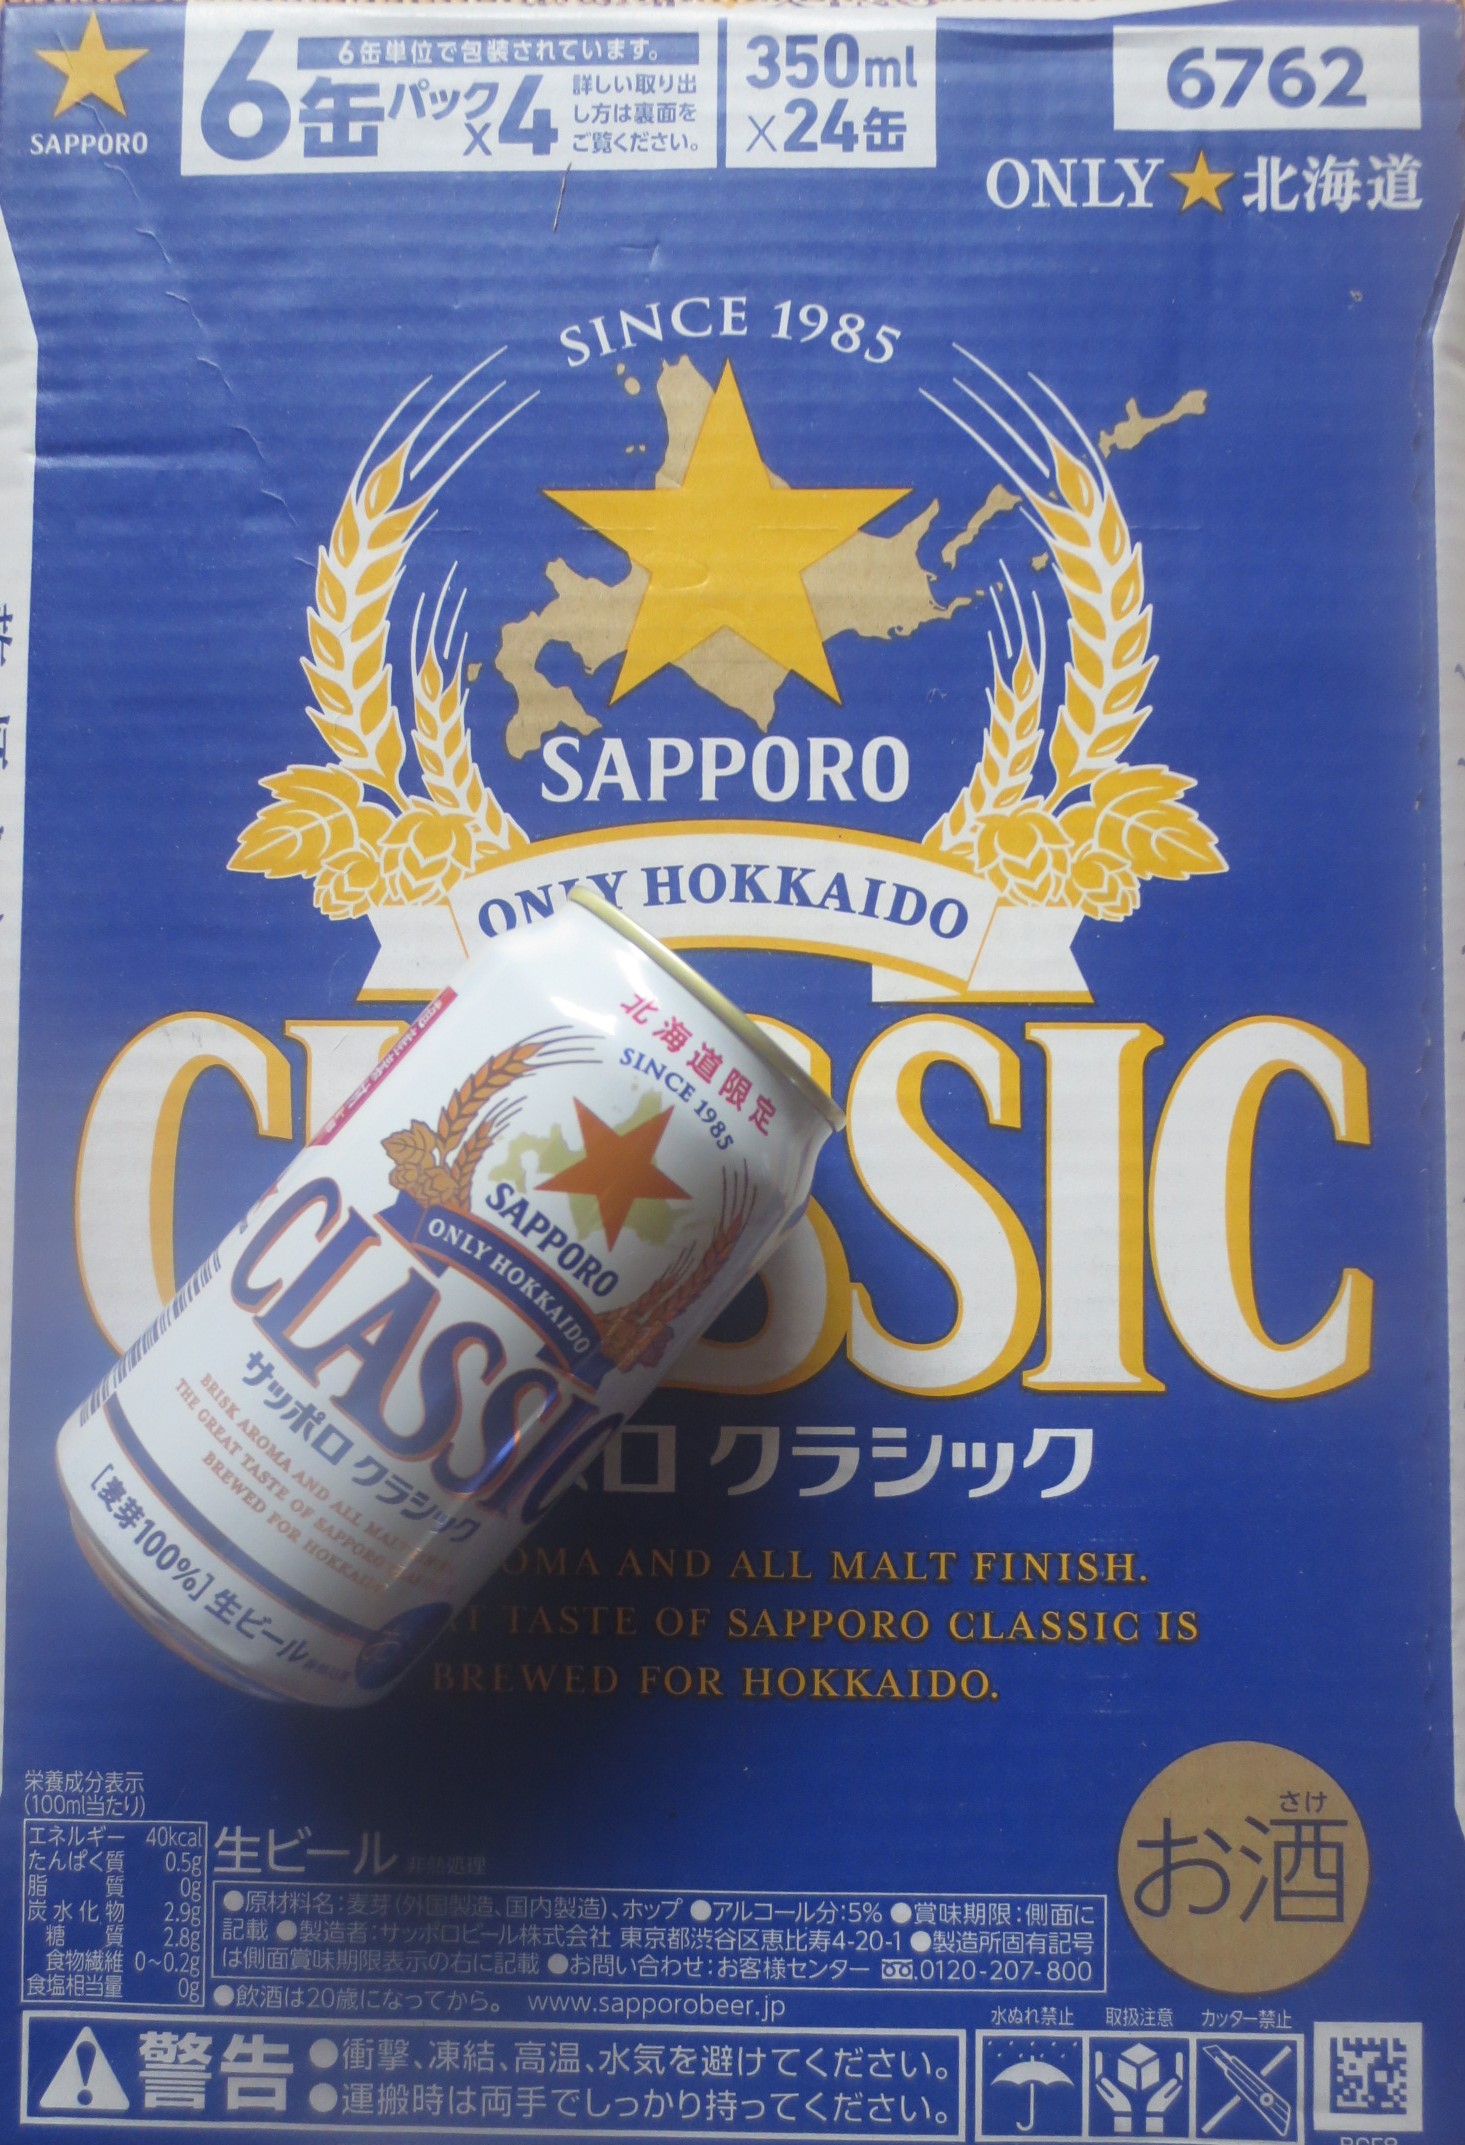 SAPPORO
6缶パック×4
6缶単位で包装されています。
詳しい取り出
し方は裏面を
ご覧ください。
350ml
×24缶
6762
ONLY★北海道
SINCE 1985
SAPPORO
ONLY HOKKAIDO
SSIC
ロ クラシック
OMA AND ALL MALT FINISH.
TASTE OF SAPPORO CLASSIC IS
BREWED FOR HOKKAIDO.
北海道限定
SINCE 1985
SAPPORO
ONLY HOKKAIDO
CLASSIC
サッポロ クラシック
BRISK AROMA AND ALL MALT
THE GREAT TASTE OF SAPPORO
BREWED FOR HOKKAIDO
[麦芽100%] 生ビール
栄養成分表示
(100ml当たり)
エネルギー 40kcal
たんぱく質 0.5g
脂質 0g
炭水化物 2.9g
糖質 2.8g
食物繊維 0~0.2g
食塩相当量 0g
生ビール 非熱処理
●原材料名:麦芽(外国製造、国内製造)、ホップ ●アルコール分:5% ●賞味期限:側面に
記載 ●製造者:サッポロビール株式会社 東京都渋谷区恵比寿4-20-1 ●製造所固有記号
は側面賞味期限表示の右に記載 ●お問い合わせ:お客様センター 0120-207-800
●飲酒は20歳になってから。 www.sapporobeer.jp
さけ
お酒
警告
●衝撃、凍結、高温、水気を避けてください。
●運搬時は両手でしっかり持ってください。
水ぬれ禁止 取扱注意 カッター禁止